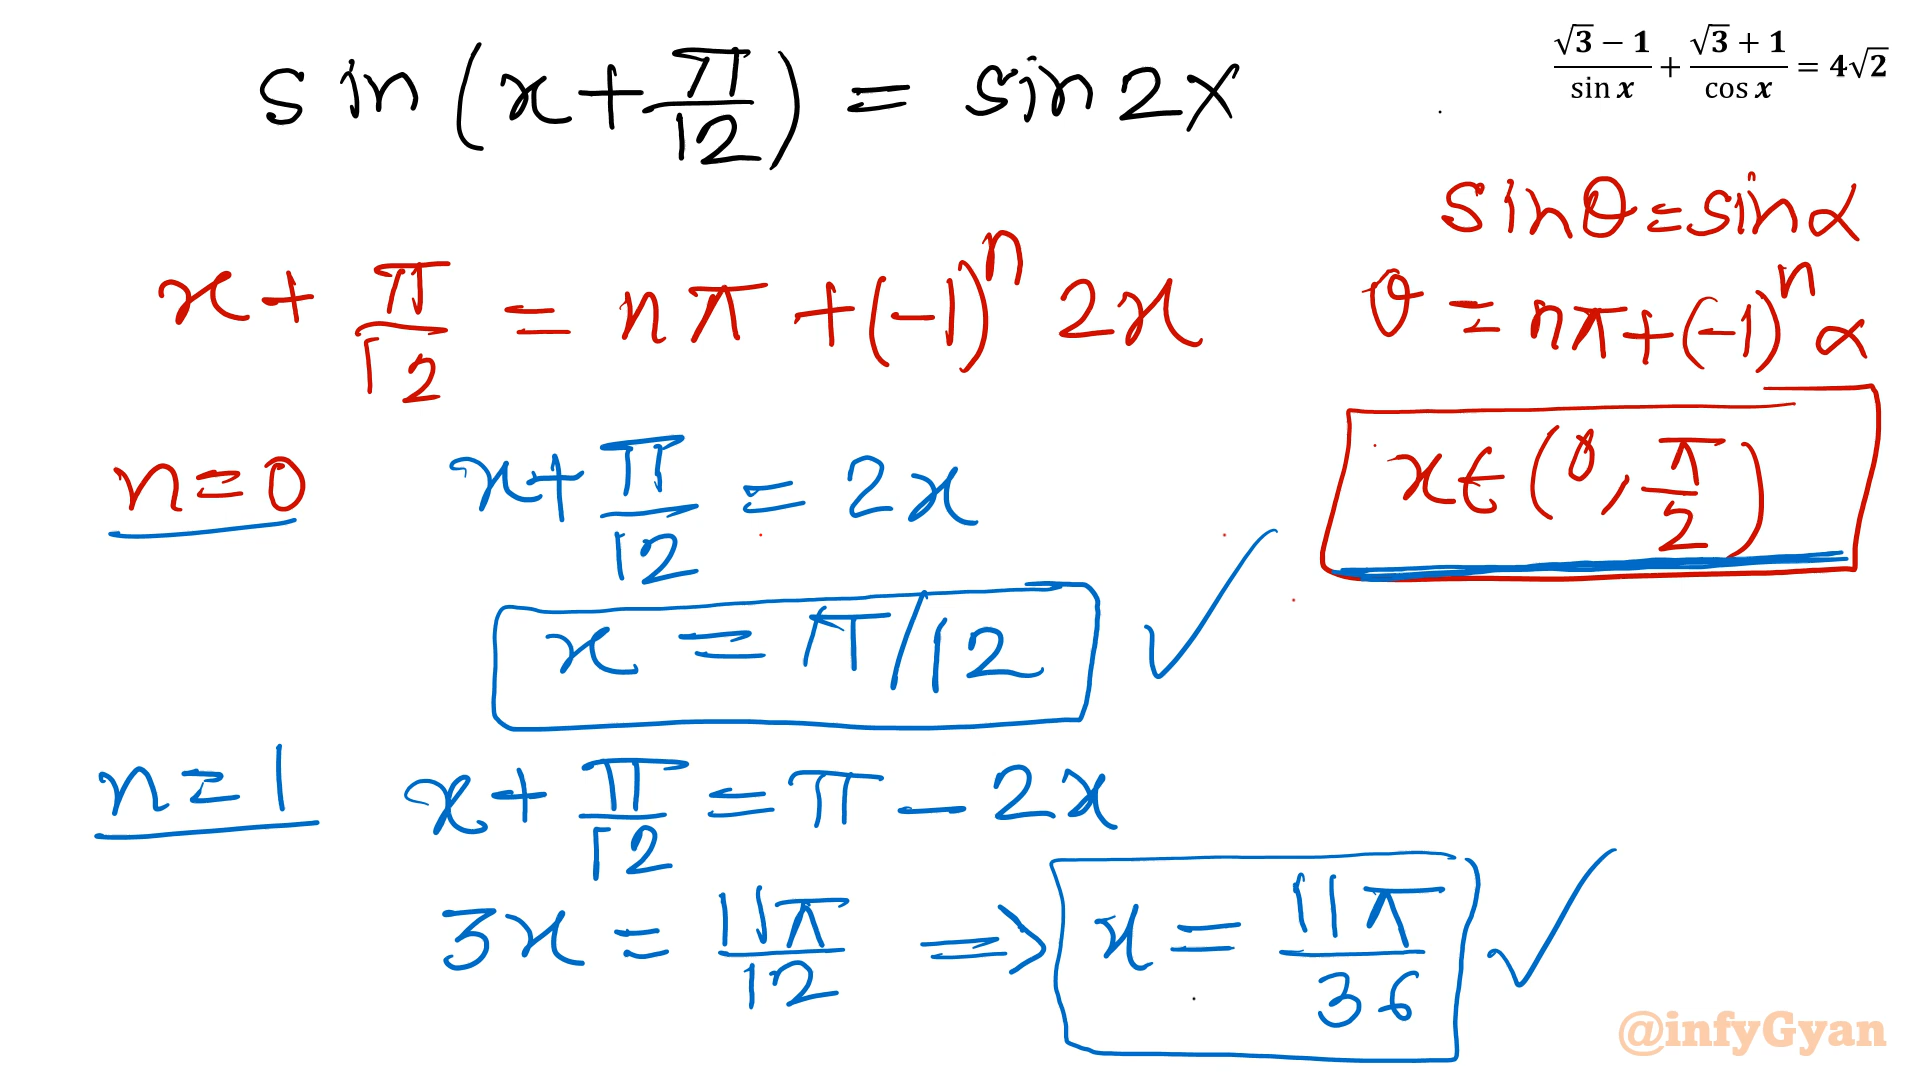 sin(x + π/12) = sin 2x
(√3 − 1)/sin x + (√3 + 1)/cos x = 4√2
sinθ = sinα
x + π/12 = nπ + (−1)^n 2x
θ = nπ + (−1)^n α
n = 0
x + π/12 = 2x
x ∈ (0, π/2)
x = π/12 ✓
n = 1
x + π/12 = π − 2x
3x = 11π/12 ⇒ x = 11π/36 ✓
@infyGyan